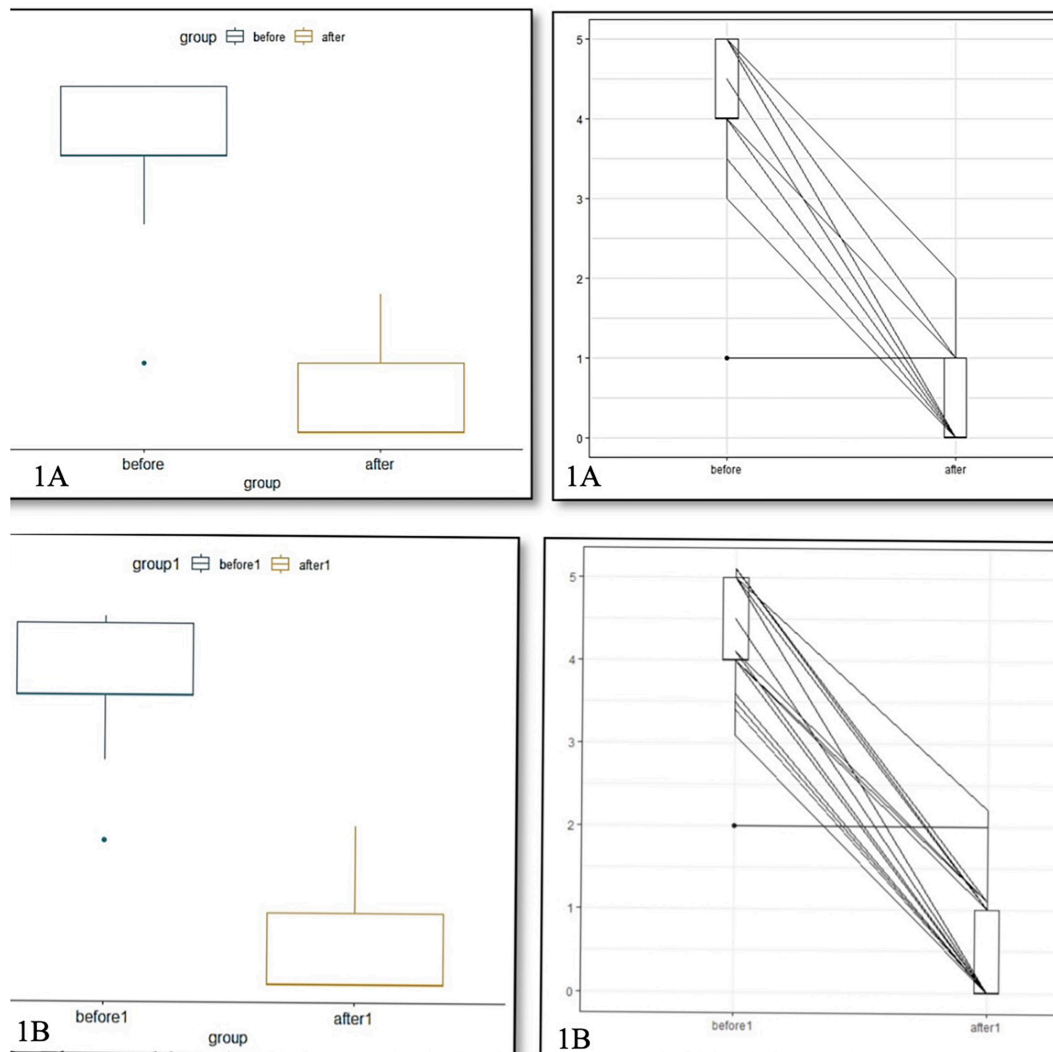 group before after
before after
1A
group
5
4
3
2
1
0
before after
1A
group1 before1 after1
before1 after1
1B
group
5
4
3
2
1
0
before1 after1
1B